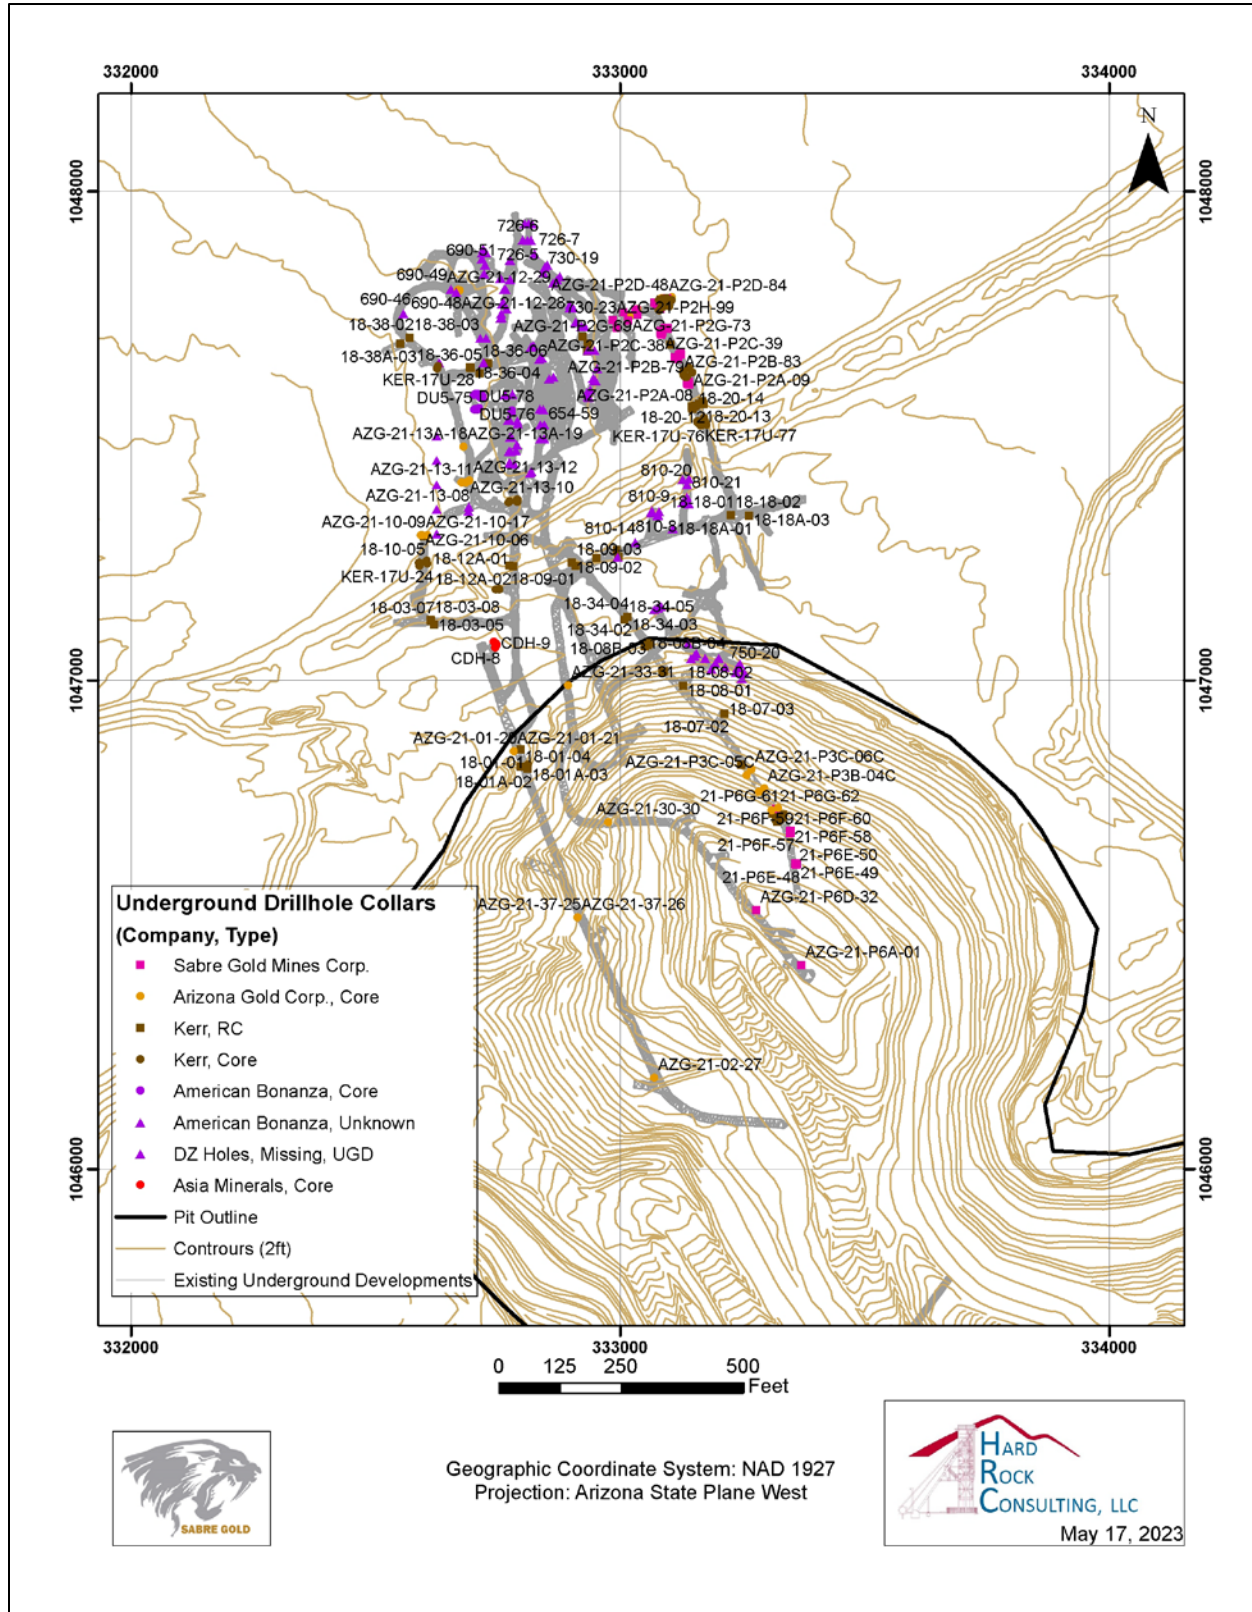 332000 333000 334000
N
1048000 1048000
726-6
726-7
690-51 726-5 730-19
690-49 AZG-21-12-29 AZG-21-P2D-48 AZG-21-P2D-84
690-46 690-48 AZG-21-12-28 730-23 AZG-21-P2H-99
18-38-02 18-38-03 AZG-21-P2G-69 AZG-21-P2G-73
AZG-21-P2C-38 AZG-21-P2C-39
18-38A-03 18-36-05 18-36-06
AZG-21-P2B-79 AZG-21-P2B-83
KER-17U-28 18-36-04
AZG-21-P2A-09
DU5-75 DU5-78 AZG-21-P2A-08
18-20-14
DU5-76 654-59 18-20-12 18-20-13
AZG-21-13A-18 AZG-21-13A-19 KER-17U-76 KER-17U-77
AZG-21-13-11 AZG-21-13-12 810-20
810-21
AZG-21-13-08 AZG-21-13-10 810-9 18-18-01 18-18-02
AZG-21-10-09 AZG-21-10-17 810-14 810-8 18-18A-01 18-18A-03
AZG-21-10-06
18-10-05 18-12A-01 18-09-03
18-09-02
KER-17U-24 18-12A-02 18-09-01
18-03-07 18-03-08 18-34-04 18-34-05
18-03-05 18-34-02 18-34-03
CDH-9 18-08B-03 18-08B-04
CDH-8 750-20
AZG-21-33-31 18-08-02
1047000 1047000
18-08-01
18-07-03
18-07-02
AZG-21-01-20 AZG-21-01-21
18-01-04
18-01-01 AZG-21-P3C-05C AZG-21-P3C-06C
18-01A-03
18-01A-02 AZG-21-P3B-04C
21-P6G-61 21-P6G-62
AZG-21-30-30
21-P6F-59 21-P6F-60
21-P6F-58
21-P6F-57
21-P6E-50
21-P6E-48 21-P6E-49
AZG-21-P6D-32
AZG-21-37-25 AZG-21-37-26
AZG-21-P6A-01
AZG-21-02-27
1046000 1046000
Underground Drillhole Collars
(Company, Type)
Sabre Gold Mines Corp.
Arizona Gold Corp., Core
Kerr, RC
Kerr, Core
American Bonanza, Core
American Bonanza, Unknown
DZ Holes, Missing, UGD
Asia Minerals, Core
Pit Outline
Contrours (2ft)
Existing Underground Developments
332000 333000 334000
0 125 250 500
Feet
SABRE GOLD
Geographic Coordinate System: NAD 1927
Projection: Arizona State Plane West
HARD
ROCK
CONSULTING, LLC
May 17, 2023